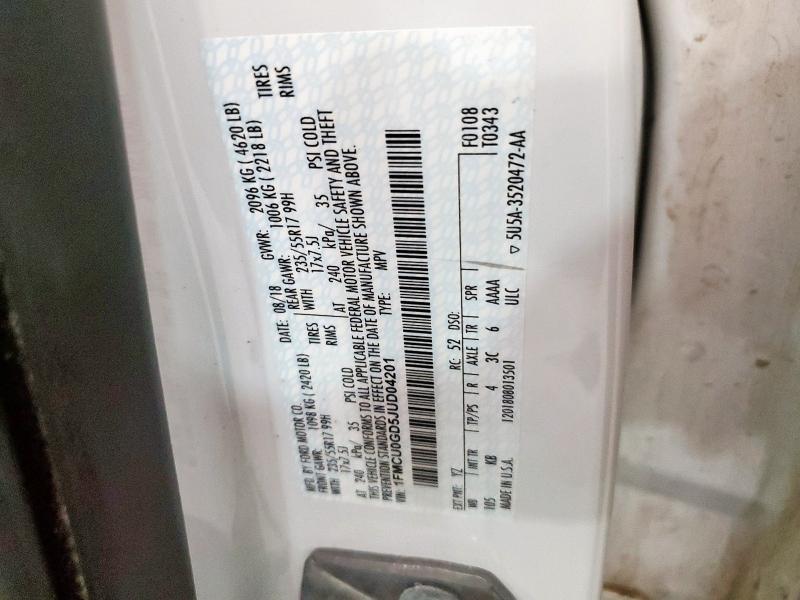 MFD. BY FORD MOTOR CO. DATE: 08/18 GVWR: 2096 KG ( 4620 LB)
FRONT GAWR: 1098 KG ( 2420 LB) REAR GAWR: 1006 KG ( 2218 LB)
WITH 235/55R17 99H TIRES WITH 235/55R17 99H TIRES
17x7.5J RIMS 17x7.5J RIMS
AT 240 kPa/ 35 PSI COLD AT 240 kPa/ 35 PSI COLD
THIS VEHICLE CONFORMS TO ALL APPLICABLE FEDERAL MOTOR VEHICLE SAFETY AND THEFT
PREVENTION STANDARDS IN EFFECT ON THE DATE OF MANUFACTURE SHOWN ABOVE.
VIN: 1FMCU0GD5JUD04201 TYPE: MPV
F0108
T0343
EXT PNT: YZ RC: 52 DSO:
WB INT TR TP/PS R AXLE TR SPR
105 KB 4 3C 6 AAAA
MADE IN U.S.A. 1201808013501 ULC
▽ 5U5A-3520472-AA